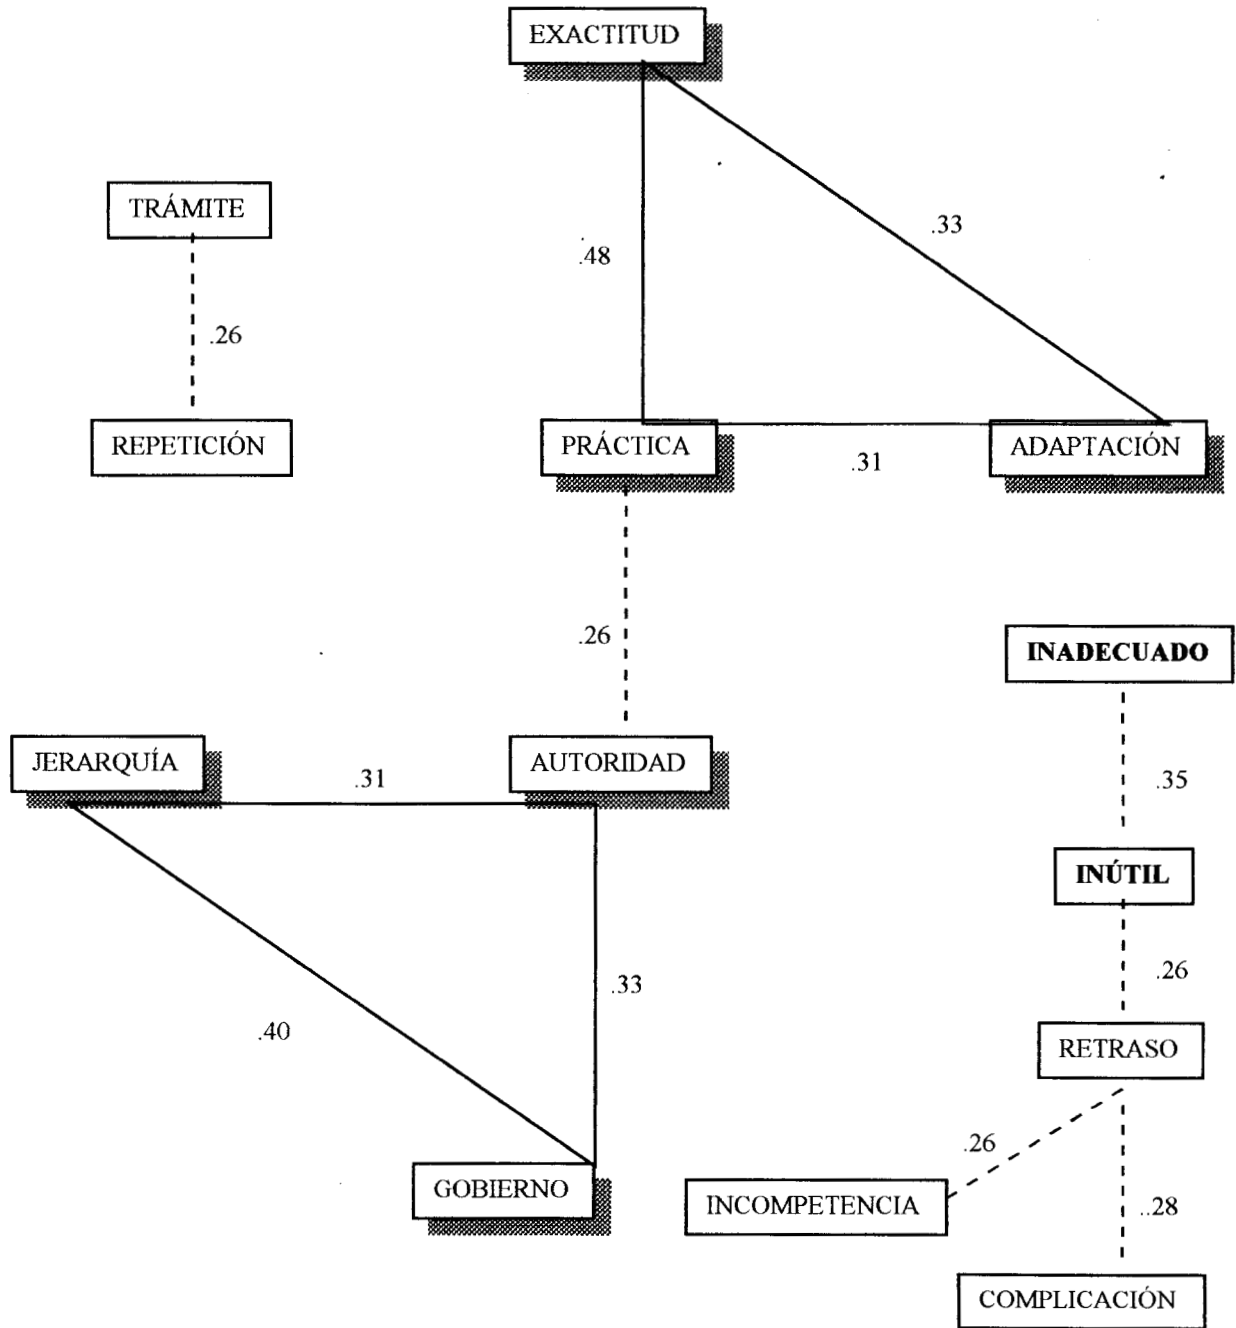 EXACTITUD
TRÁMITE
.33
.48
.26
REPETICIÓN
PRÁCTICA
ADAPTACIÓN
.31
.26
INADECUADO
JERARQUÍA
AUTORIDAD
.31
.35
INÚTIL
.26
.33
.40
RETRASO
.26
GOBIERNO
INCOMPETENCIA
..28
COMPLICACIÓN